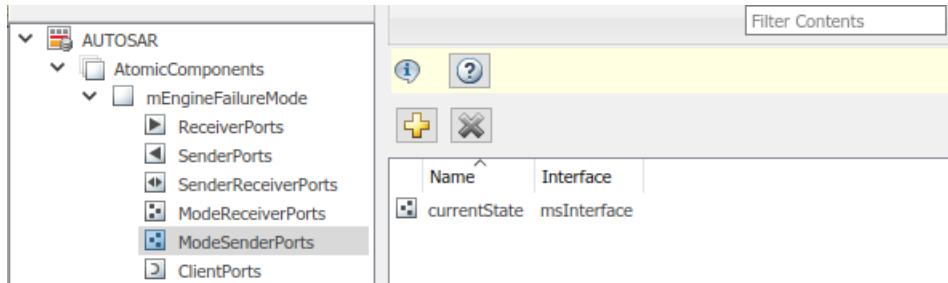 Filter Contents
AUTOSAR
AtomicComponents
mEngineFailureMode
ReceiverPorts
SenderPorts
SenderReceiverPorts
ModeReceiverPorts
ModeSenderPorts
ClientPorts
Name Interface
currentState msInterface